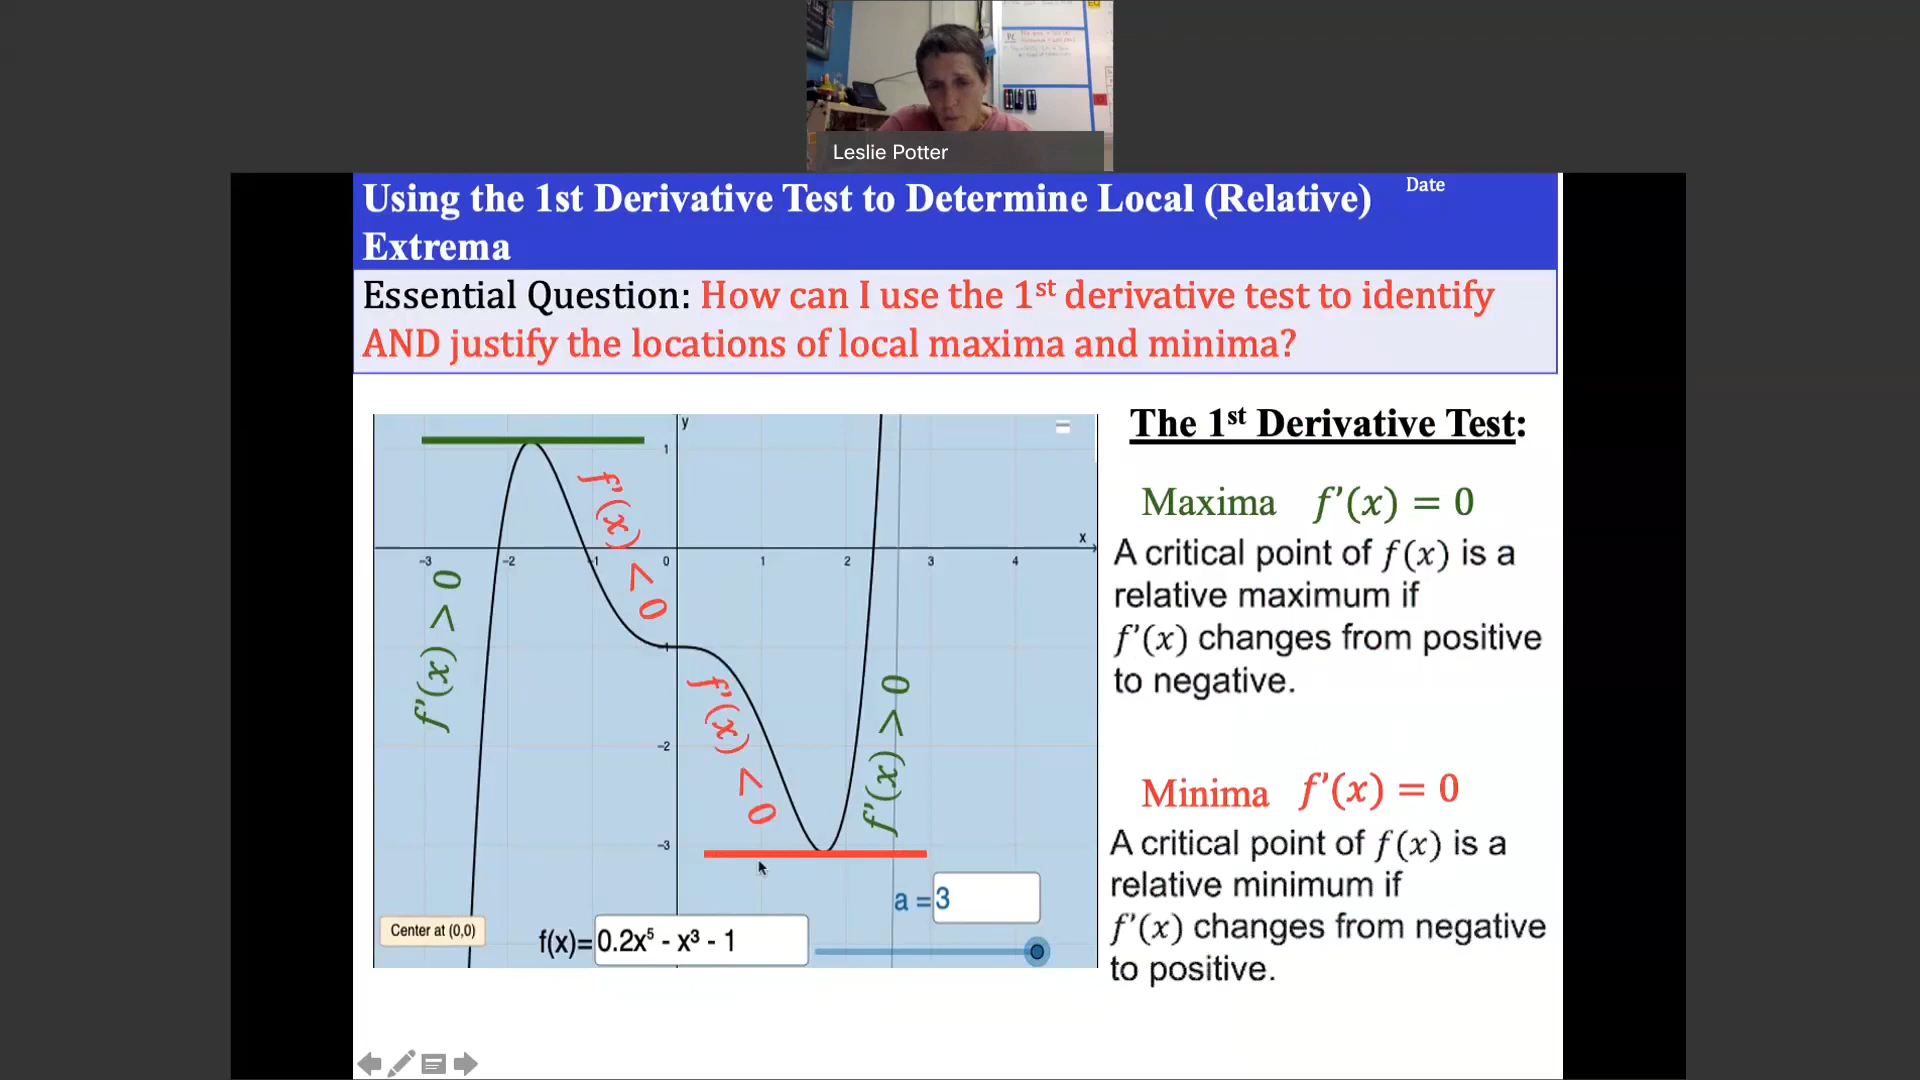 Leslie Potter
Using the 1st Derivative Test to Determine Local (Relative)
Extrema
Date
Essential Question: How can I use the 1st derivative test to identify
AND justify the locations of local maxima and minima?
y
1
x
-3
-2
-1
0
1
2
3
4
-1
-2
-3
f'(x) > 0
f'(x) < 0
f'(x) < 0
f'(x) > 0
a = 3
Center at (0,0)
f(x)= 0.2x⁵ - x³ - 1
The 1st Derivative Test:
Maxima f'(x) = 0
A critical point of f(x) is a
relative maximum if
f'(x) changes from positive
to negative.
Minima f'(x) = 0
A critical point of f(x) is a
relative minimum if
f'(x) changes from negative
to positive.